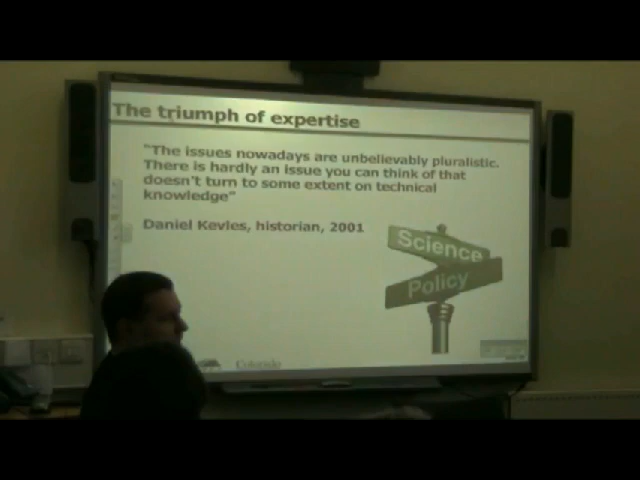 The triumph of expertise
"The issues nowadays are unbelievably pluralistic.
There is hardly an issue you can think of that
doesn't turn to some extent on technical
knowledge"
Daniel Kevles, historian, 2001
Science
Policy
Colorado